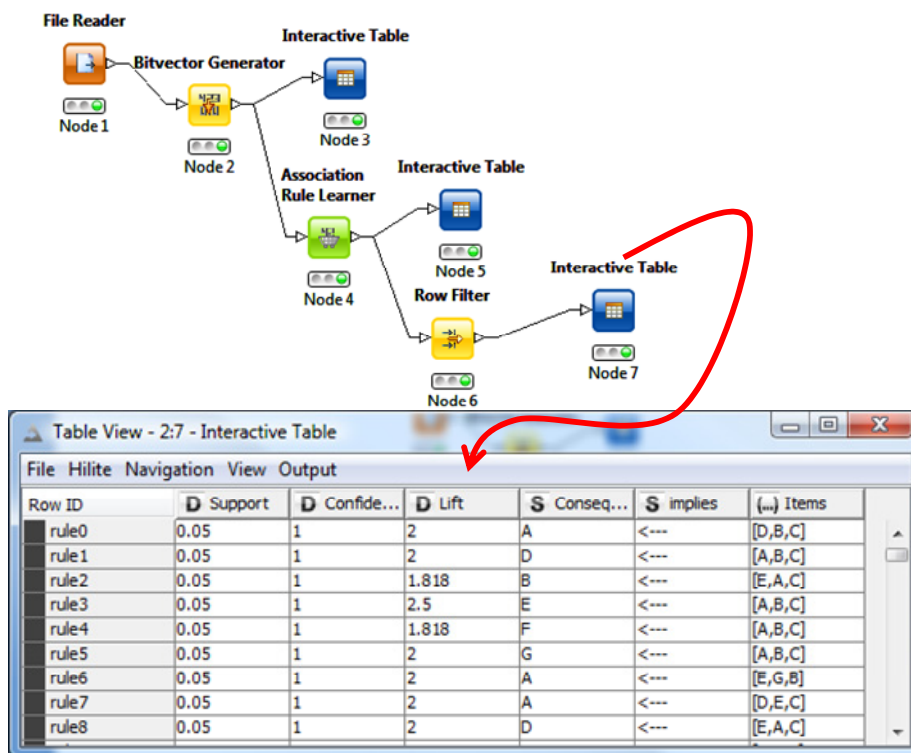 File Reader
Interactive Table
Bitvector Generator
Node 1
Node 2
Node 3
Association
Rule Learner
Interactive Table
Node 4
Node 5
Row Filter
Interactive Table
Node 6
Node 7
Table View - 2:7 - Interactive Table
File Hilite Navigation View Output
Row ID D Support D Confide... D Lift S Conseq... S implies {...} Items
rule0 0.05 1 2 A <--- [D,B,C]
rule1 0.05 1 2 D <--- [A,B,C]
rule2 0.05 1 1.818 B <--- [E,A,C]
rule3 0.05 1 2.5 E <--- [A,B,C]
rule4 0.05 1 1.818 F <--- [A,B,C]
rule5 0.05 1 2 G <--- [A,B,C]
rule6 0.05 1 2 A <--- [E,G,B]
rule7 0.05 1 2 A <--- [D,E,C]
rule8 0.05 1 2 D <--- [E,A,C]